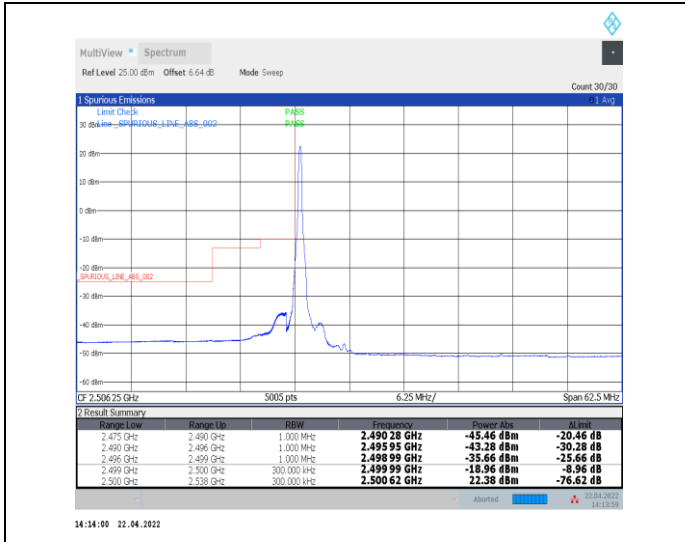 MultiView Spectrum
Ref Level 25.00 dBm Offset 6.64 dB Mode Sweep
Count 30/30
1 Spurious Emissions 1 Avg
Limit Check PASS
30 dBm Line _SPURIOUS_LINE_ABS_002 PASS
20 dBm
10 dBm
0 dBm
-10 dBm
-20 dBm
_SPURIOUS_LINE_ABS_002
-30 dBm
-40 dBm
-50 dBm
-60 dBm
CF 2.50625 GHz 5005 pts 6.25 MHz/ Span 62.5 MHz
2 Result Summary
Range Low Range Up RBW Frequency Power Abs ΔLimit
2.475 GHz 2.490 GHz 1.000 MHz 2.490 28 GHz -45.46 dBm -20.46 dB
2.490 GHz 2.496 GHz 1.000 MHz 2.495 95 GHz -43.28 dBm -30.28 dB
2.496 GHz 2.499 GHz 1.000 MHz 2.498 99 GHz -35.66 dBm -25.66 dB
2.499 GHz 2.500 GHz 300.000 kHz 2.499 99 GHz -18.96 dBm -8.96 dB
2.500 GHz 2.538 GHz 300.000 kHz 2.500 62 GHz 22.38 dBm -76.62 dB
Aborted 22.04.2022
14:13:59
14:14:00 22.04.2022